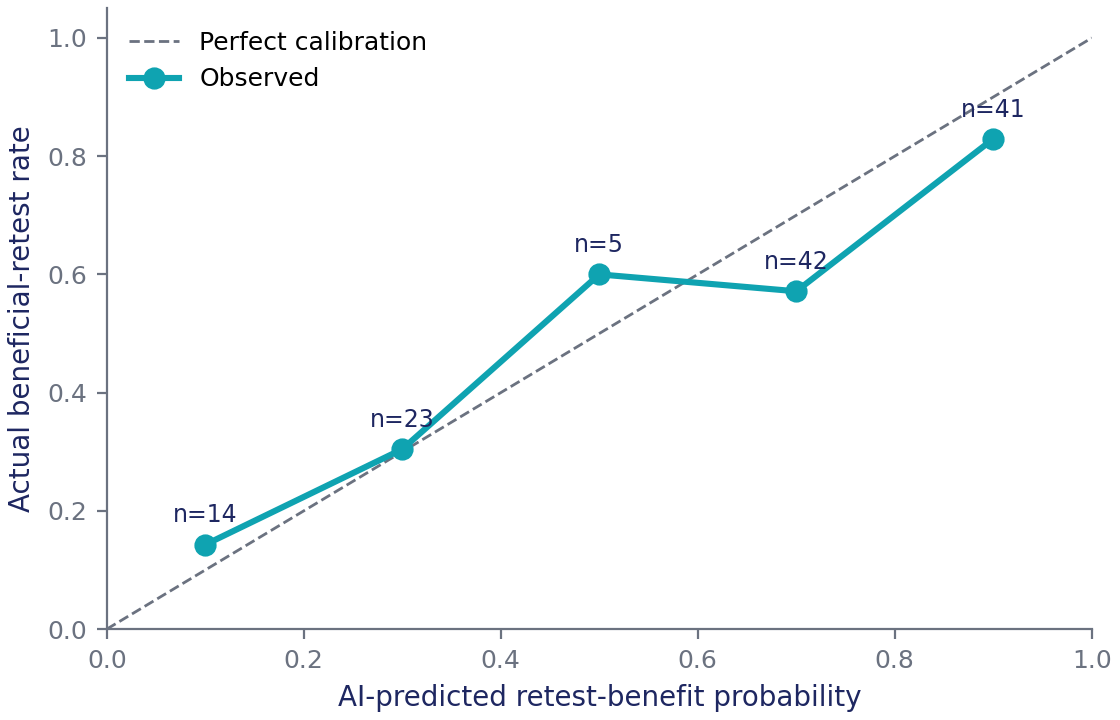 Perfect calibration
Observed
n=41
n=5
n=42
n=23
n=14
1.0
0.8
0.6
0.4
0.2
0.0
Actual beneficial-retest rate
0.0 0.2 0.4 0.6 0.8 1.0
AI-predicted retest-benefit probability